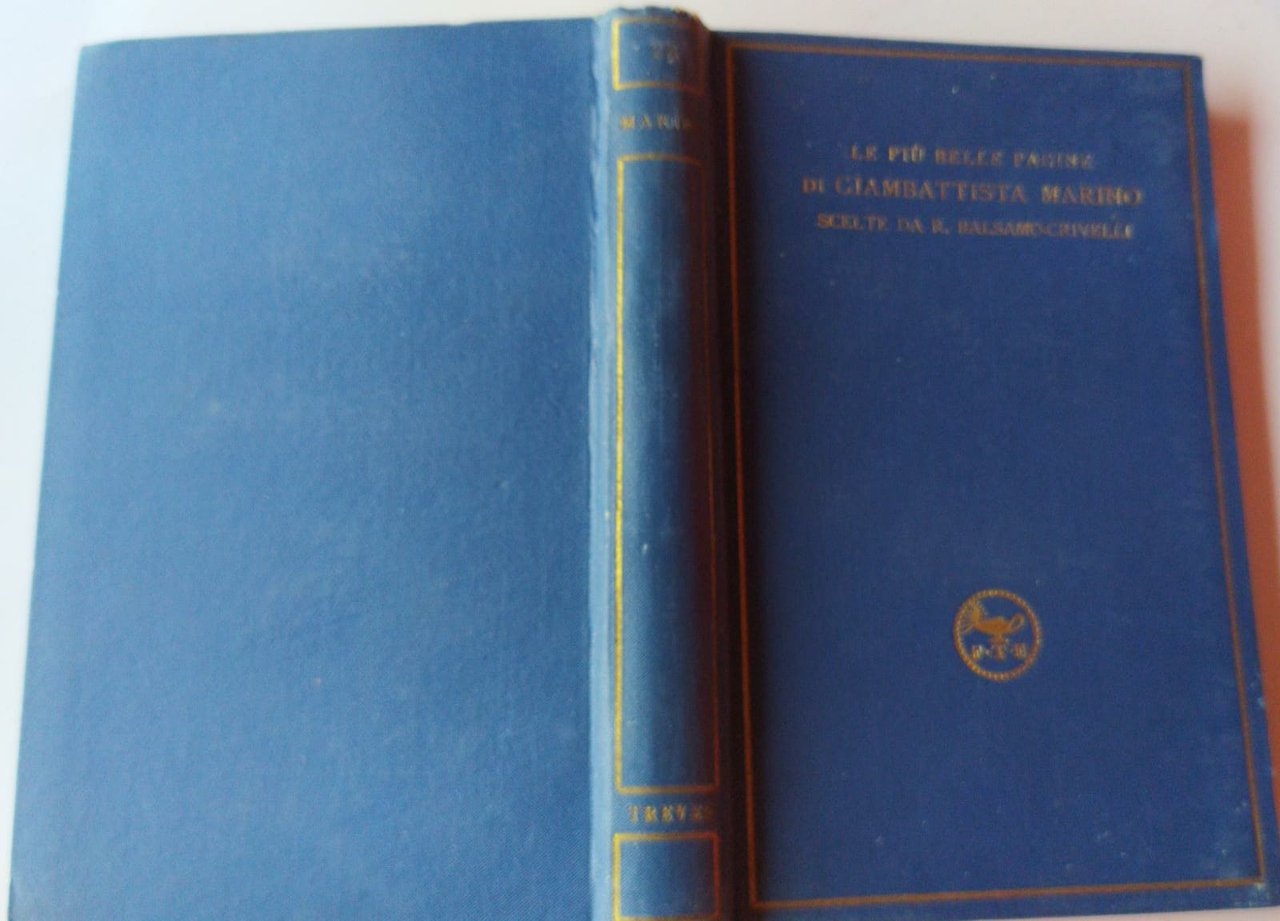 MARINO
TREVES
LE PIÙ BELLE PAGINE
DI GIAMBATTISTA MARINO
SCELTE DA R. BALSAMO-CRIVELLI
F·T·E